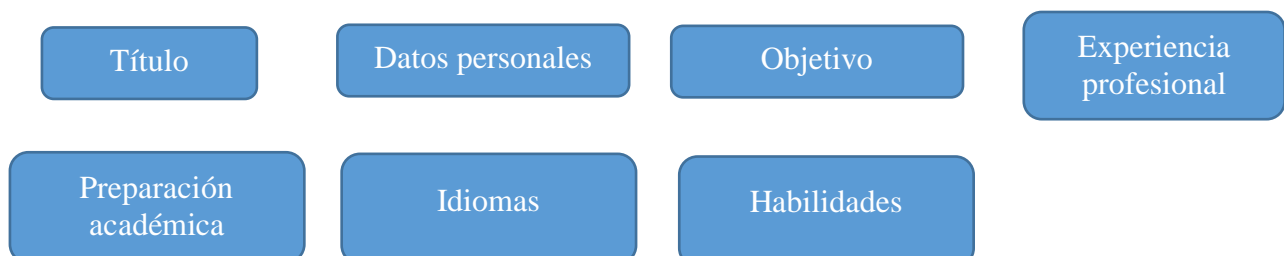 Título
Datos personales
Objetivo
Experiencia
profesional
Preparación
académica
Idiomas
Habilidades